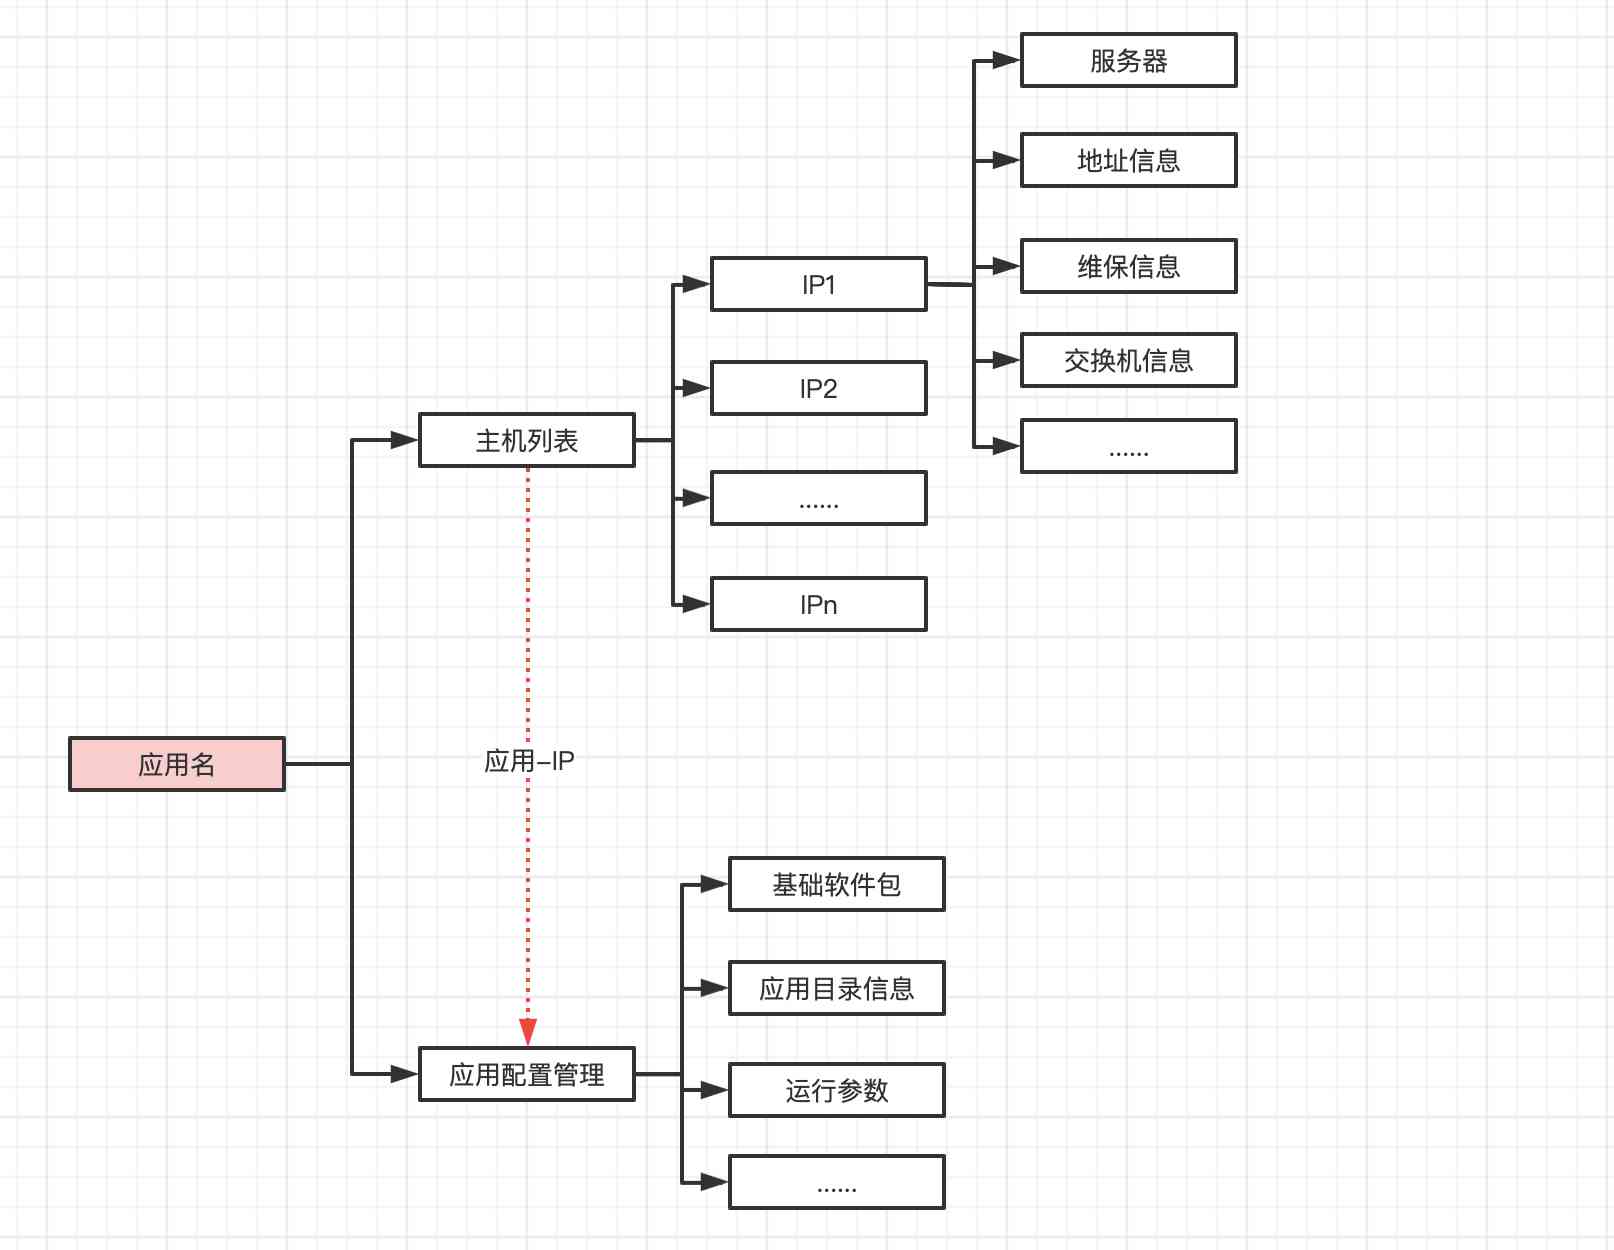 服务器
地址信息
维保信息
IP1
交换机信息
IP2
主机列表
......
......
IPn
应用名
应用-IP
基础软件包
应用目录信息
应用配置管理
运行参数
......